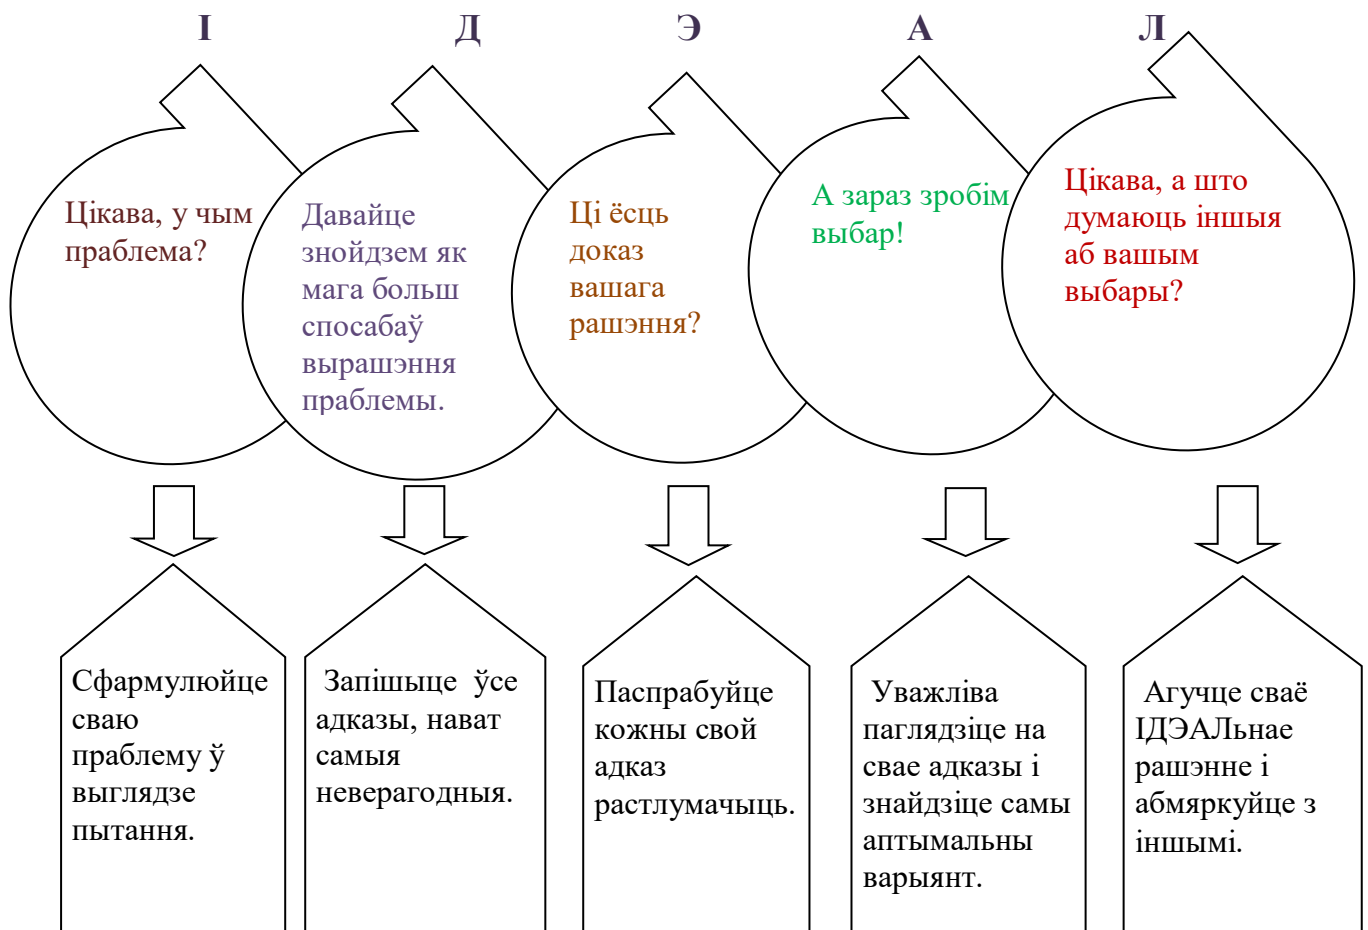 І Д Э А Л
Цікава, у чым
праблема?
Давайце
знойдзем як
мага больш
спосабаў
вырашэння
праблемы.
Ці ёсць
доказ
вашага
рашэння?
А зараз зробім
выбар!
Цікава, а што
думаюць іншыя
аб вашым
выбары?
Сфармулюйце
сваю
праблему ў
выглядзе
пытання.
Запішыце ўсе
адказы, нават
самыя
неверагодныя.
Паспрабуйце
кожны свой
адказ
растлумачыць.
Уважліва
паглядзіце на
свае адказы і
знайдзіце самы
аптымальны
варыянт.
Агучце сваё
ІДЭАЛьнае
рашэнне і
абмяркуйце з
іншымі.